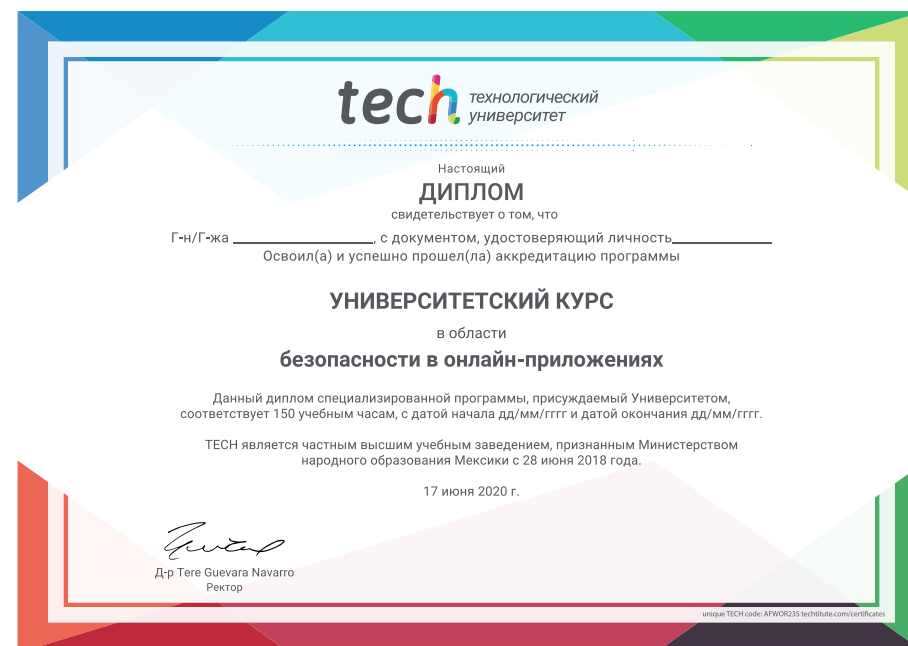 tech технологический
университет
Настоящий
ДИПЛОМ
свидетельствует о том, что
Г-н/Г-жа ____________________, с документом, удостоверяющий личность______________
Освоил(а) и успешно прошел(ла) аккредитацию программы
УНИВЕРСИТЕТСКИЙ КУРС
в области
безопасности в онлайн-приложениях
Данный диплом специализированной программы, присуждаемый Университетом,
соответствует 150 учебным часам, с датой начала дд/мм/гггг и датой окончания дд/мм/гггг.
TECH является частным высшим учебным заведением, признанным Министерством
народного образования Мексики с 28 июня 2018 года.
17 июня 2020 г.
Д-р Tere Guevara Navarro
Ректор
unique TECH code: AFWOR23S techtitute.com/certificates